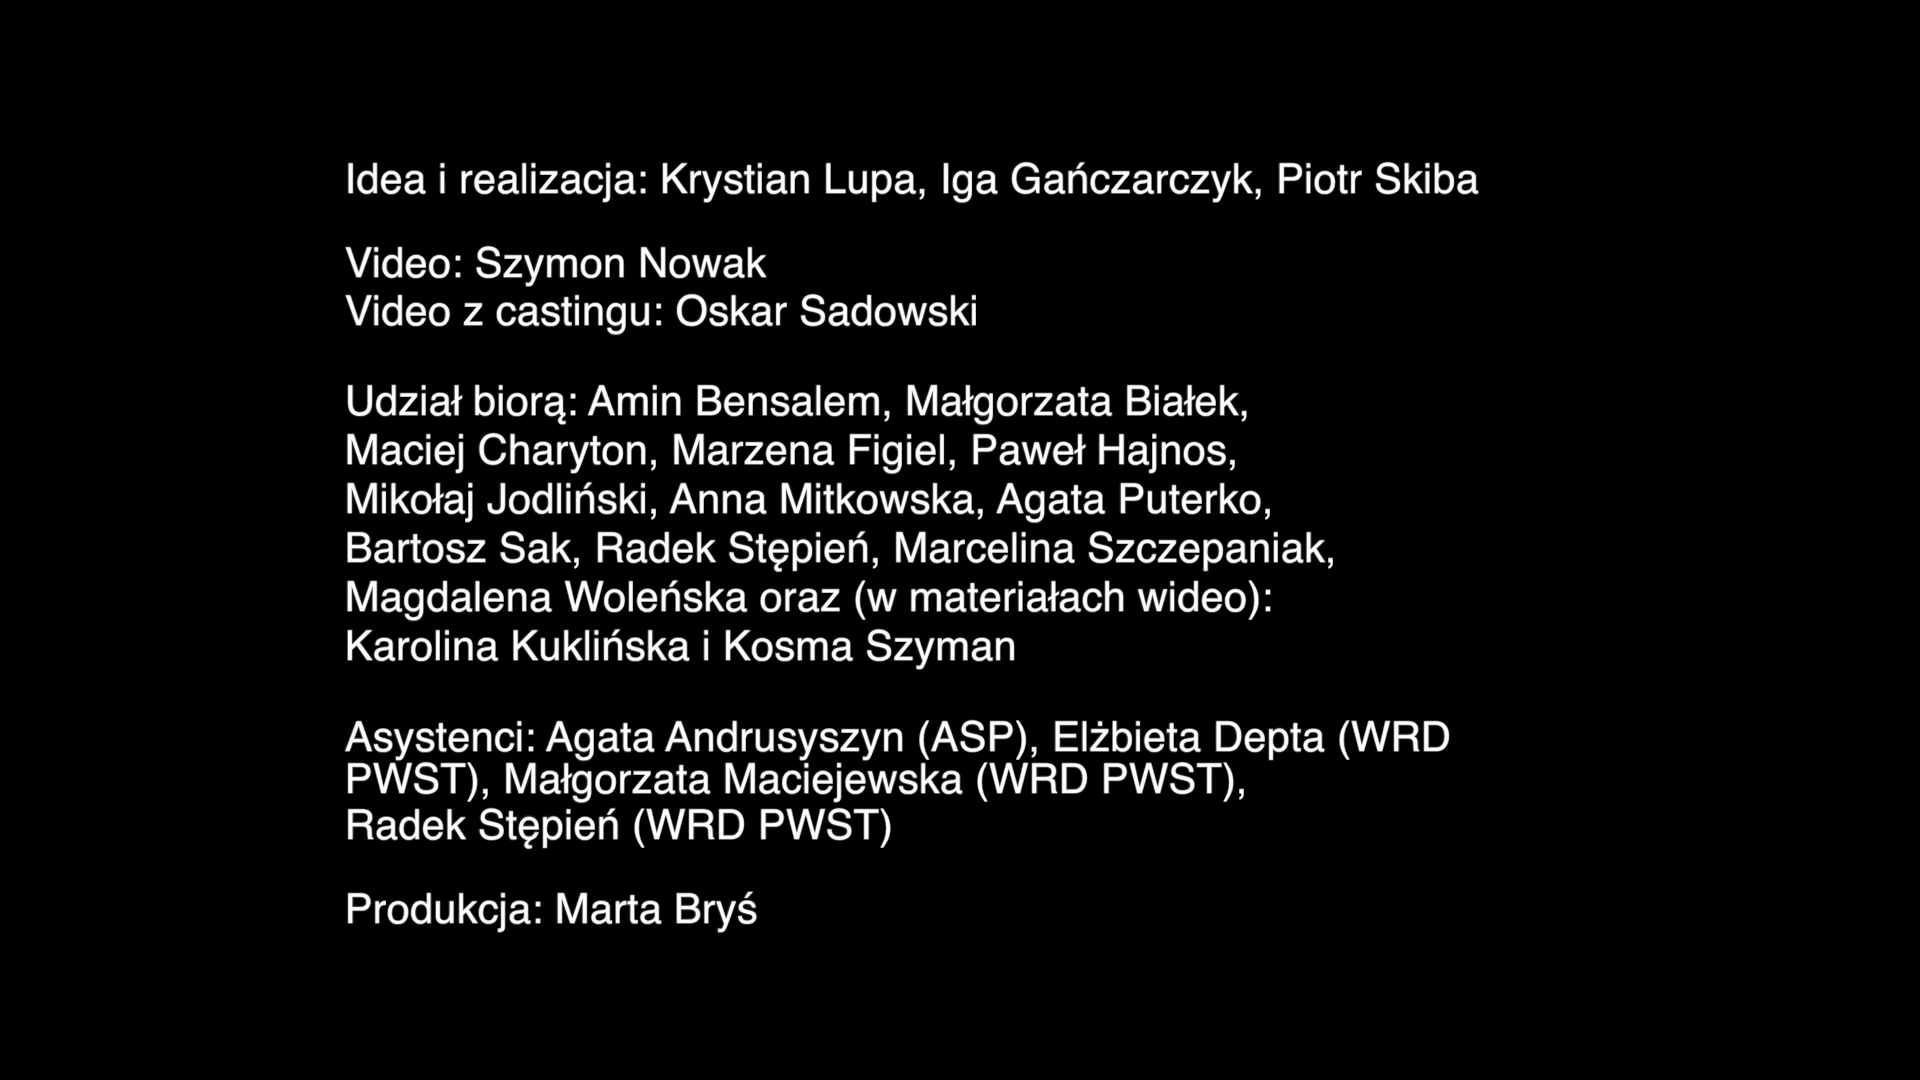 Idea i realizacja: Krystian Lupa, Iga Gańczarczyk, Piotr Skiba
Video: Szymon Nowak
Video z castingu: Oskar Sadowski
Udział biorą: Amin Bensalem, Małgorzata Białek,
Maciej Charyton, Marzena Figiel, Paweł Hajnos,
Mikołaj Jodliński, Anna Mitkowska, Agata Puterko,
Bartosz Sak, Radek Stępień, Marcelina Szczepaniak,
Magdalena Woleńska oraz (w materiałach wideo):
Karolina Kuklińska i Kosma Szyman
Asystenci: Agata Andrusyszyn (ASP), Elżbieta Depta (WRD
PWST), Małgorzata Maciejewska (WRD PWST),
Radek Stępień (WRD PWST)
Produkcja: Marta Bryś